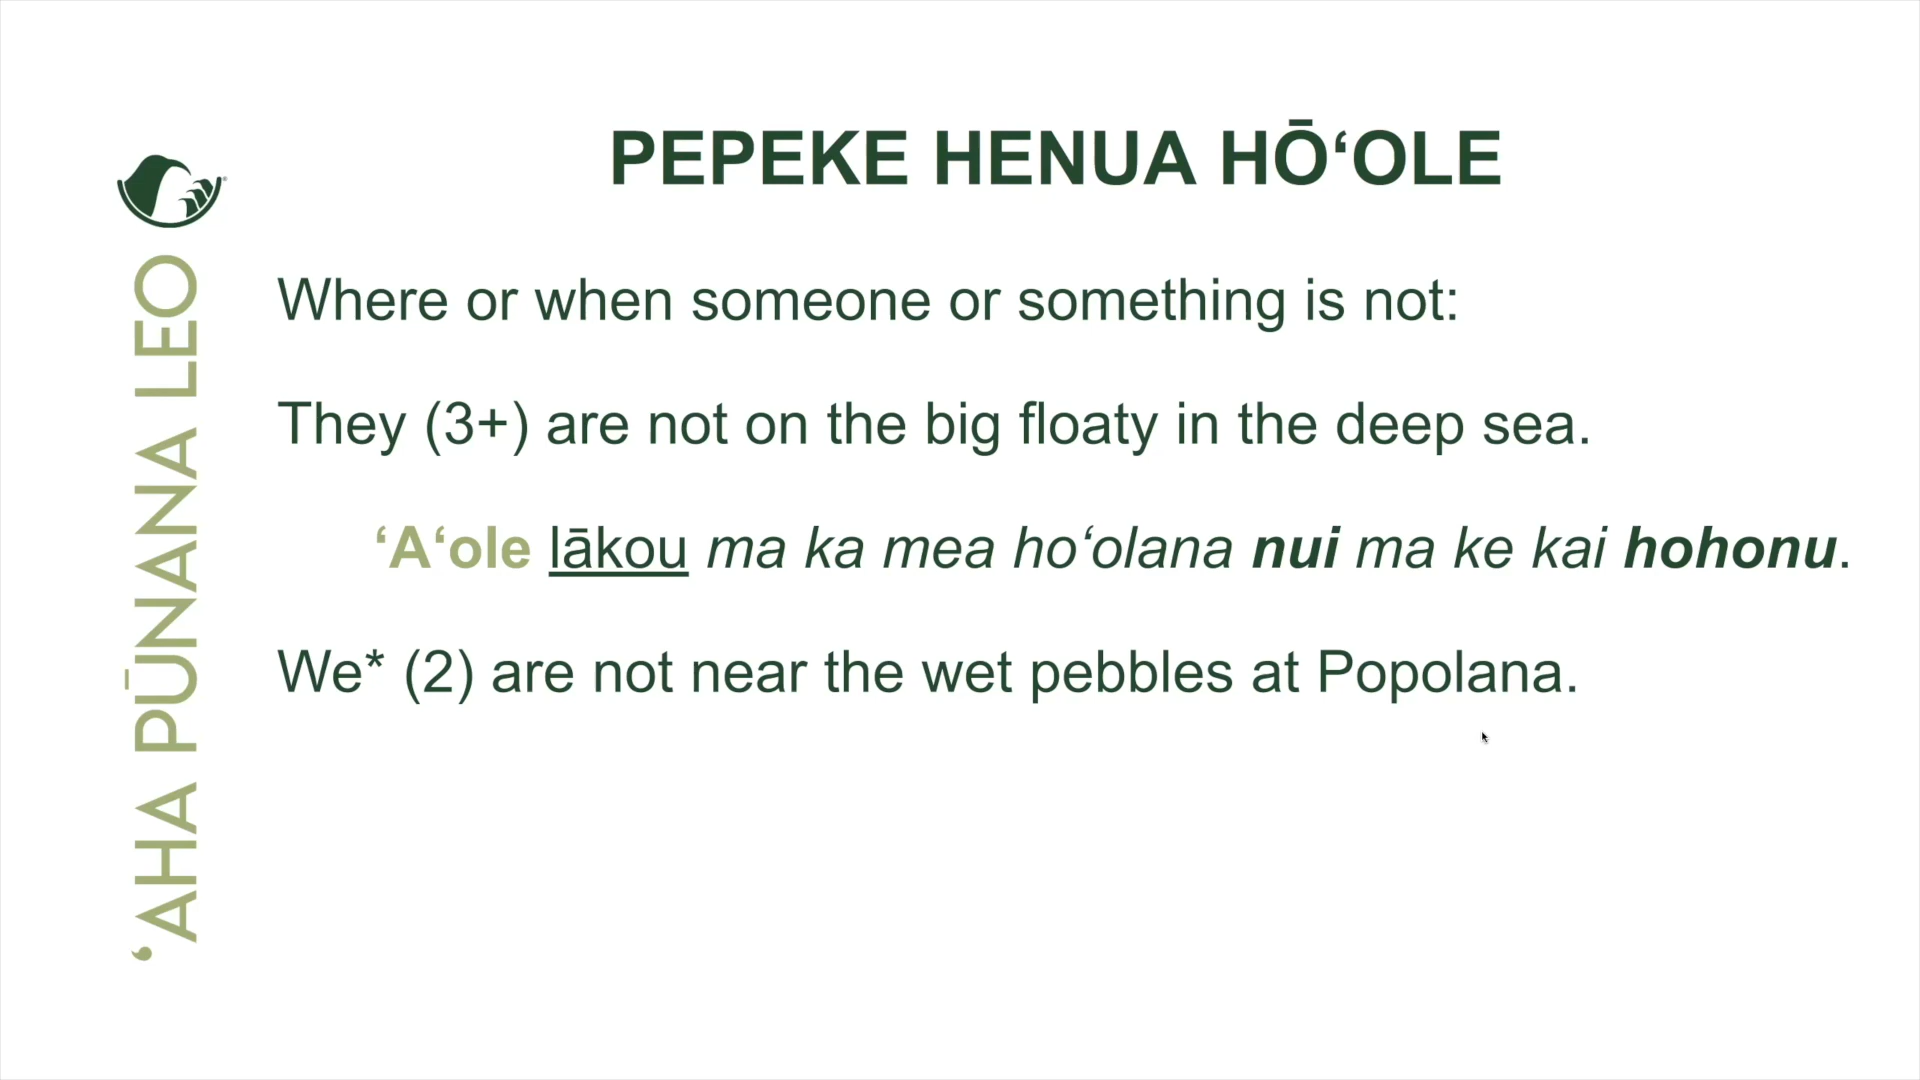 PEPEKE HENUA HŌʻOLE
Where or when someone or something is not:
They (3+) are not on the big floaty in the deep sea.
ʻAʻole lākou ma ka mea hoʻolana nui ma ke kai hohonu.
We* (2) are not near the wet pebbles at Popolana.
ʻAHA PŪNANA LEO